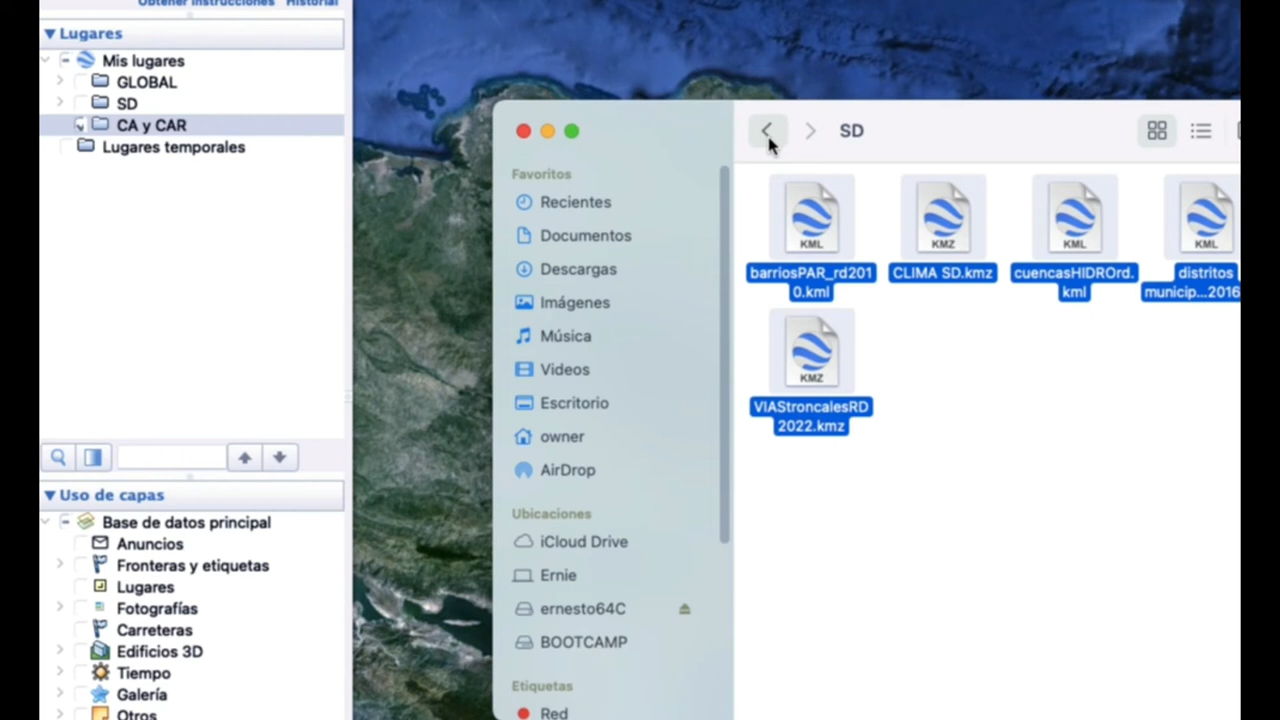 Obtener instrucciones Historial
Lugares
Mis lugares
GLOBAL
SD
CA y CAR
Lugares temporales
Uso de capas
Base de datos principal
Anuncios
Fronteras y etiquetas
Lugares
Fotografías
Carreteras
Edificios 3D
Tiempo
Galería
Otros
SD
Favoritos
Recientes
Documentos
Descargas
Imágenes
Música
Videos
Escritorio
owner
AirDrop
Ubicaciones
iCloud Drive
Ernie
ernesto64C
BOOTCAMP
Etiquetas
Red
KML
barriosPAR_rd201
0.kml
KMZ
CLIMA SD.kmz
KML
cuencasHIDROrd.
kml
KML
distritos
municip...2016
KMZ
VIAStroncalesRD
2022.kmz